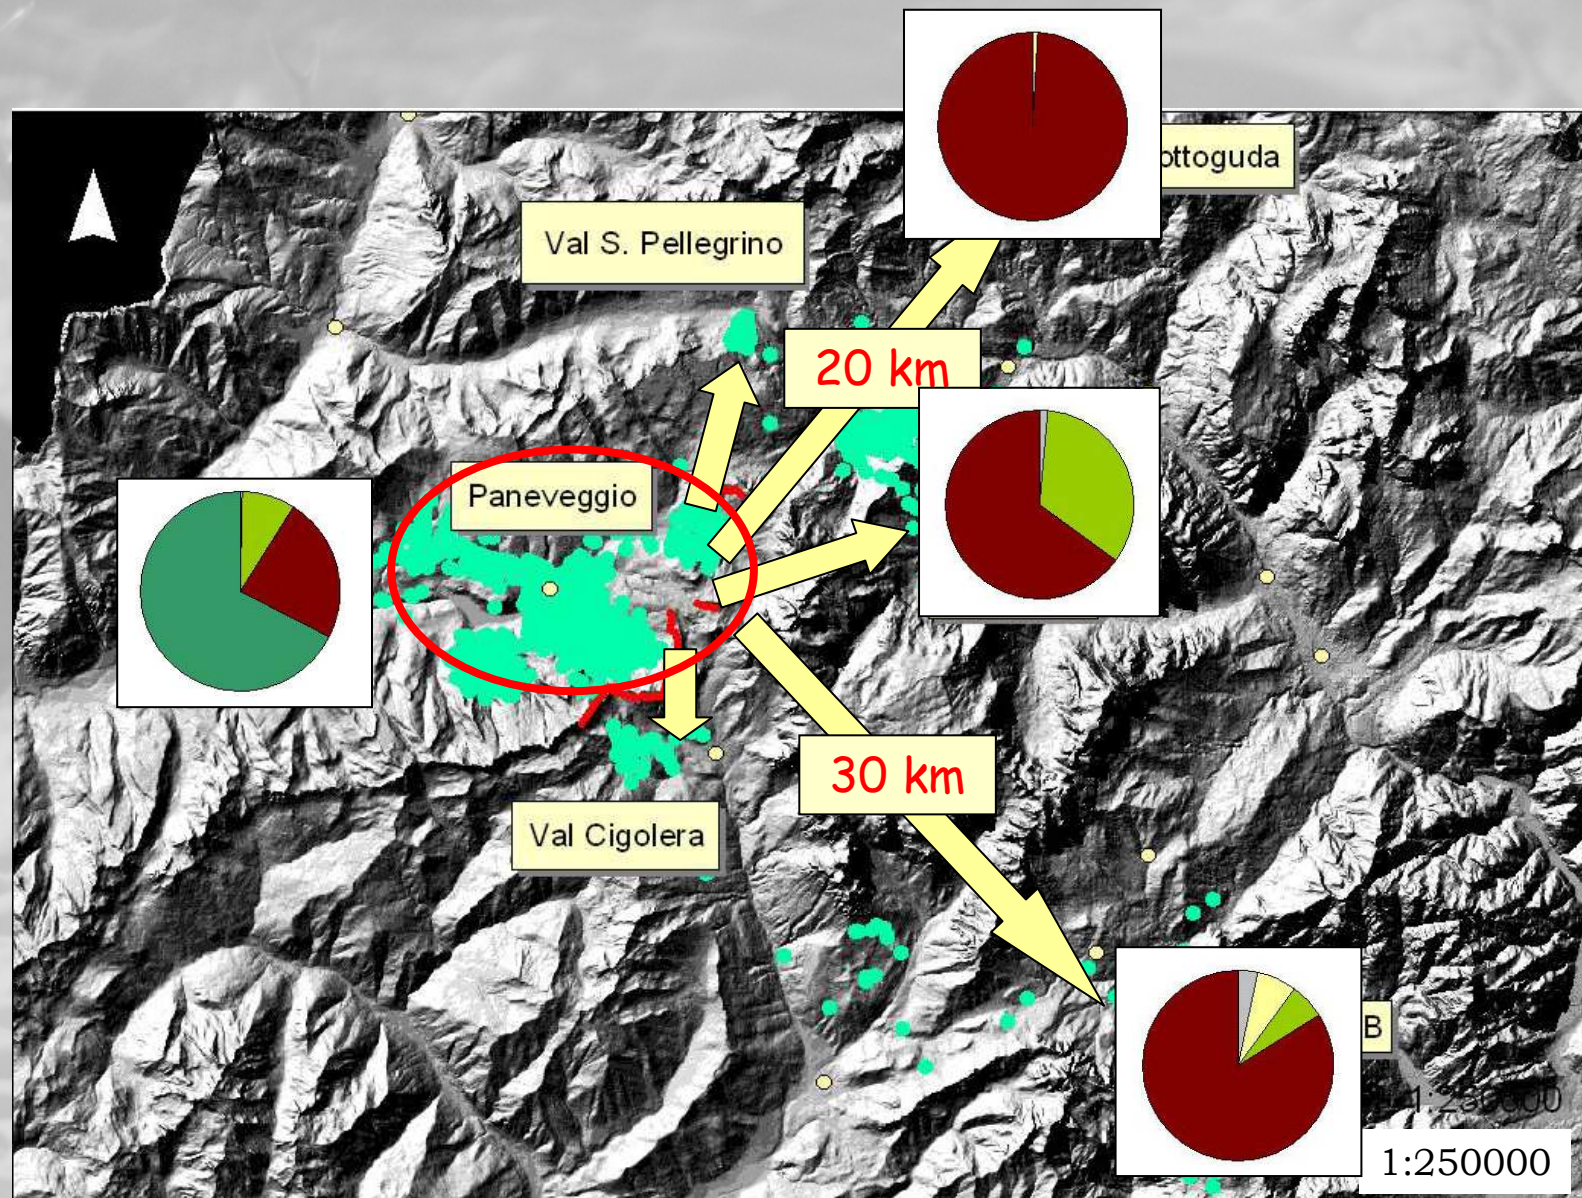 ottoguda
Val S. Pellegrino
20 km
Paneveggio
30 km
Val Cigolera
B
1:250000
1:250000